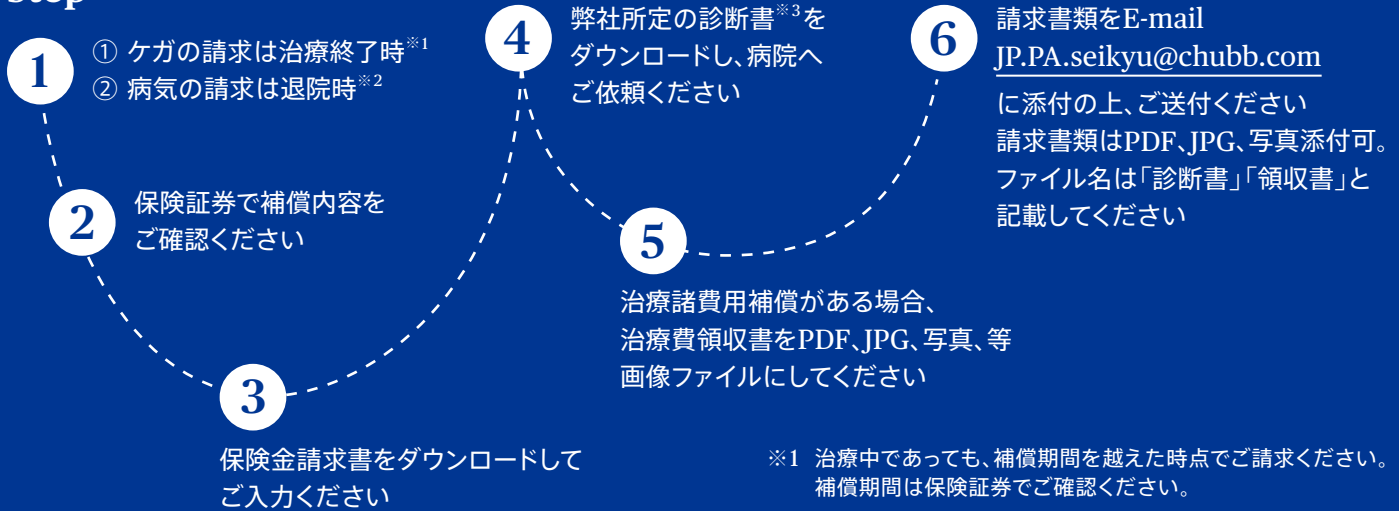 Step
1
① ケガの請求は治療終了時※1
② 病気の請求は退院時※2
2
保険証券で補償内容を
ご確認ください
3
保険金請求書をダウンロードして
ご入力ください
4
弊社所定の診断書※3を
ダウンロードし、病院へ
ご依頼ください
5
治療諸費用補償がある場合、
治療費領収書をPDF、JPG、写真、等
画像ファイルにしてください
6
請求書類をE-mail
JP.PA.seikyu@chubb.com
に添付の上、ご送付ください
請求書類はPDF、JPG、写真添付可。
ファイル名は「診断書」「領収書」と
記載してください
※1 治療中であっても、補償期間を越えた時点でご請求ください。
補償期間は保険証券でご確認ください。